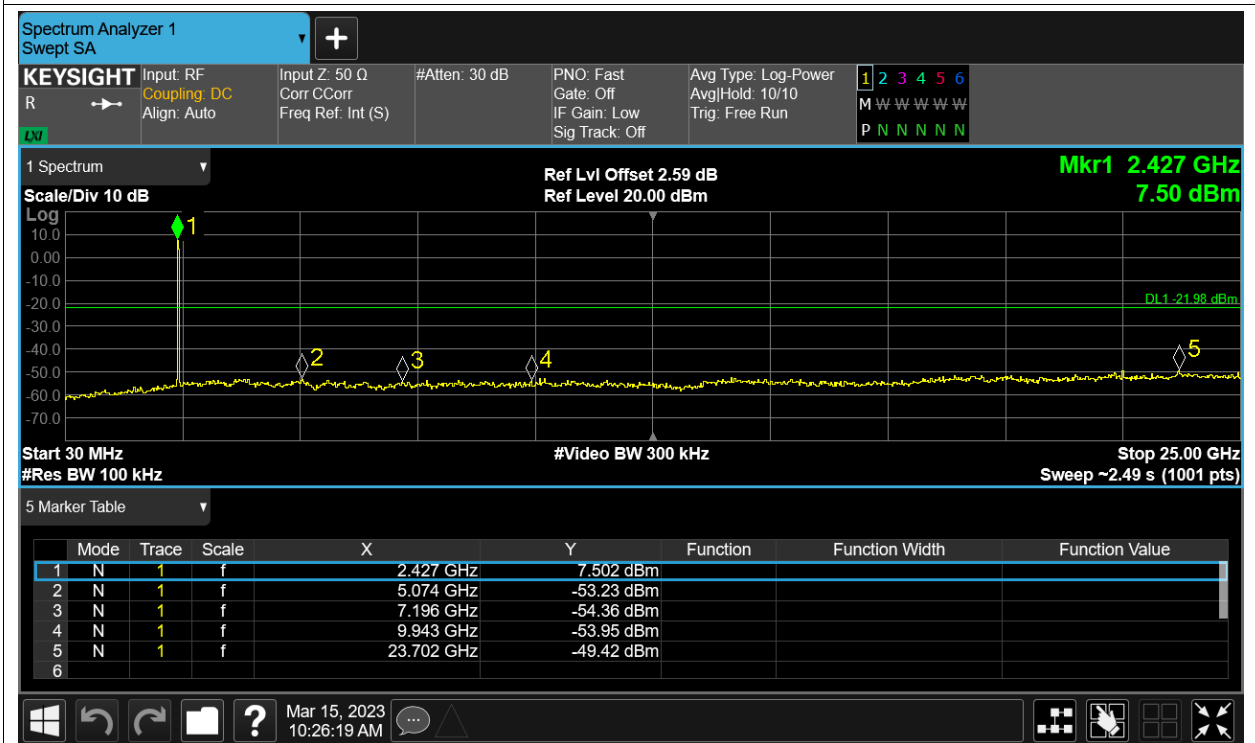 Spectrum Analyzer 1
Swept SA
KEYSIGHT
R
LXI
Input: RF
Coupling: DC
Align: Auto
Input Z: 50 Ω
Corr CCorr
Freq Ref: Int (S)
#Atten: 30 dB
PNO: Fast
Gate: Off
IF Gain: Low
Sig Track: Off
Avg Type: Log-Power
Avg|Hold: 10/10
Trig: Free Run
1 2 3 4 5 6
M W W W W W
P N N N N N
1 Spectrum
Scale/Div 10 dB
Ref Lvl Offset 2.59 dB
Ref Level 20.00 dBm
Mkr1 2.427 GHz
7.50 dBm
Log
10.0
0.00
-10.0
-20.0
-30.0
-40.0
-50.0
-60.0
-70.0
1
2
3
4
5
DL1 -21.98 dBm
Start 30 MHz
#Video BW 300 kHz
Stop 25.00 GHz
#Res BW 100 kHz
Sweep ~2.49 s (1001 pts)
5 Marker Table
Mode Trace Scale X Y Function Function Width Function Value
1 N 1 f 2.427 GHz 7.502 dBm
2 N 1 f 5.074 GHz -53.23 dBm
3 N 1 f 7.196 GHz -54.36 dBm
4 N 1 f 9.943 GHz -53.95 dBm
5 N 1 f 23.702 GHz -49.42 dBm
6
?
Mar 15, 2023
10:26:19 AM